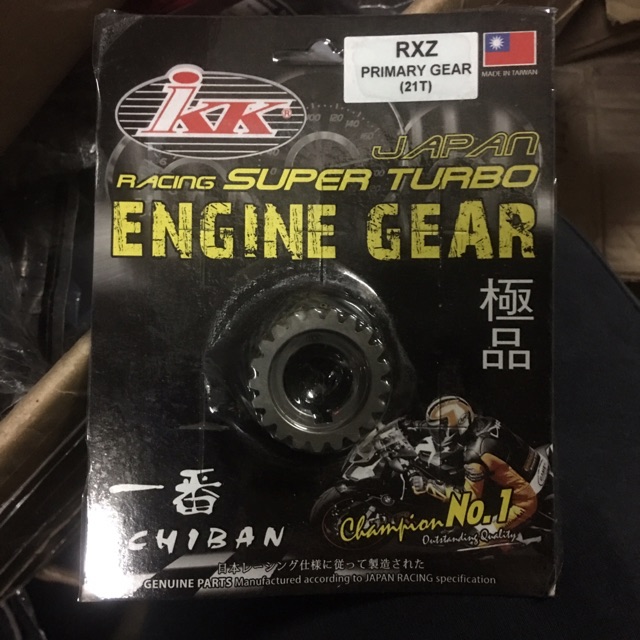 RXZ
PRIMARY GEAR
(21T)
MADE IN TAIWAN
ikk®
JAPAN
RACING SUPER TURBO
ENGINE GEAR
極品
一番
ICHIBAN
Champion No.1
Outstanding Quality
日本レーシング仕様に従って製造された
GENUINE PARTS Manufactured according to JAPAN RACING specification